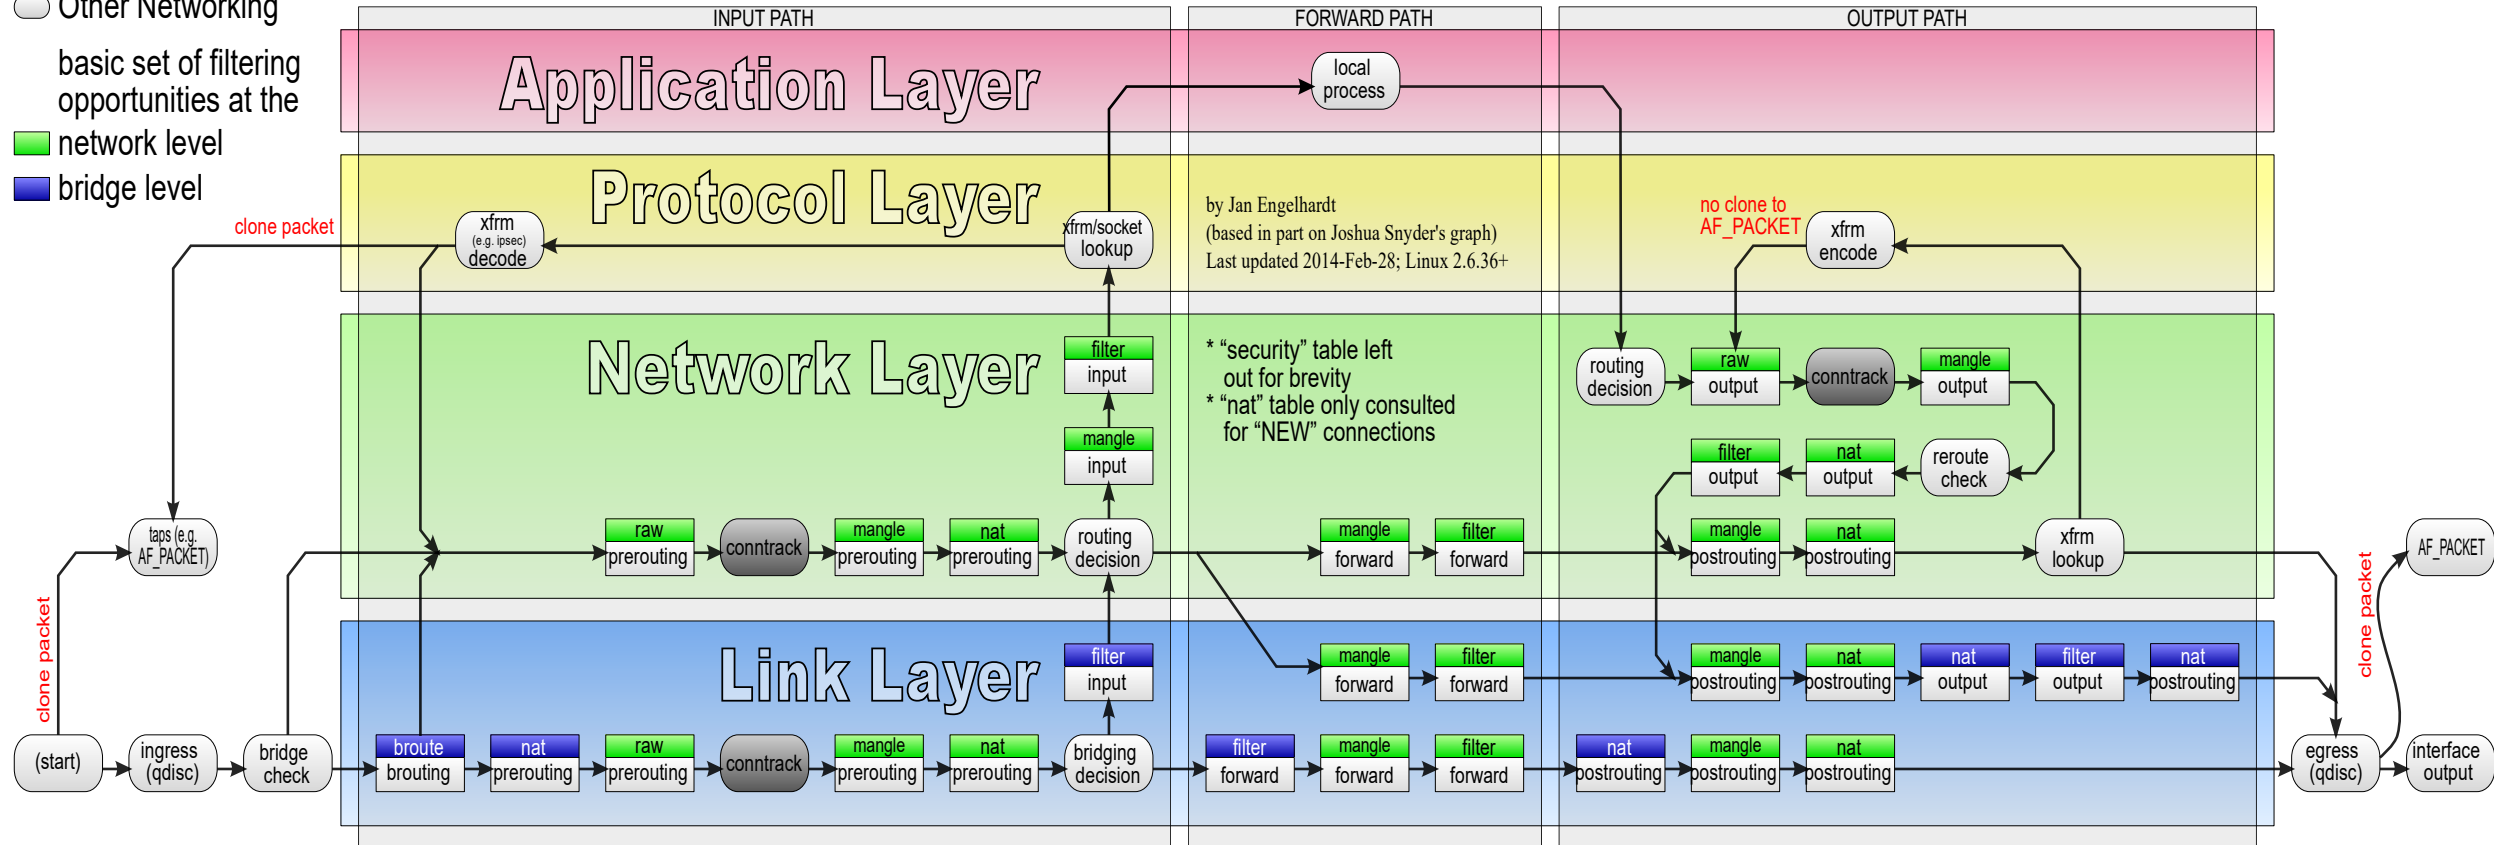 Other Networking
basic set of filtering
opportunities at the
network level
bridge level
INPUT PATH
FORWARD PATH
OUTPUT PATH
Application Layer
local
process
Protocol Layer
clone packet
xfrm
(e.g. ipsec)
decode
xfrm/socket
lookup
by Jan Engelhardt
(based in part on Joshua Snyder's graph)
Last updated 2014-Feb-28; Linux 2.6.36+
no clone to
AF_PACKET
xfrm
encode
Network Layer
filter
input
mangle
input
* “security” table left
out for brevity
* “nat” table only consulted
for “NEW” connections
routing
decision
raw
output
conntrack
mangle
output
filter
output
nat
output
reroute
check
taps (e.g.
AF_PACKET)
raw
prerouting
conntrack
mangle
prerouting
nat
prerouting
routing
decision
mangle
forward
filter
forward
mangle
postrouting
nat
postrouting
xfrm
lookup
AF_PACKET
clone packet
clone packet
Link Layer
filter
input
mangle
forward
filter
forward
mangle
postrouting
nat
postrouting
nat
output
filter
output
nat
postrouting
(start)
ingress
(qdisc)
bridge
check
broute
brouting
nat
prerouting
raw
prerouting
conntrack
mangle
prerouting
nat
prerouting
bridging
decision
filter
forward
mangle
forward
filter
forward
nat
postrouting
mangle
postrouting
nat
postrouting
egress
(qdisc)
interface
output